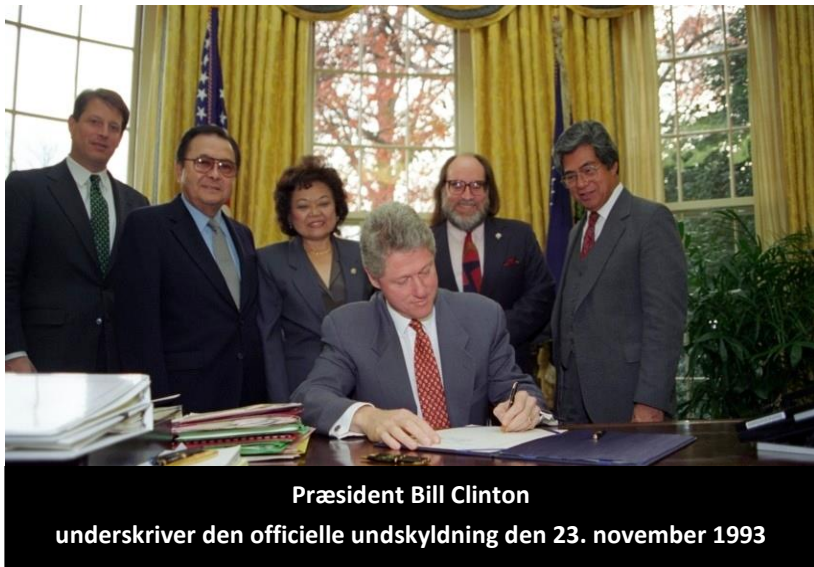 Præsident Bill Clinton
underskriver den officielle undskyldning den 23. november 1993